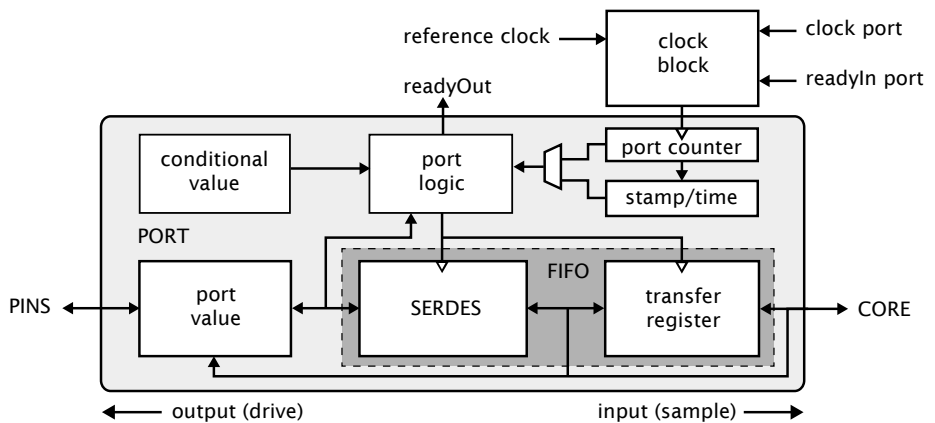 reference clock
clock
block
clock port
readyIn port
readyOut
conditional
value
port
logic
port counter
stamp/time
PORT
FIFO
PINS
port
value
SERDES
transfer
register
CORE
output (drive)
input (sample)